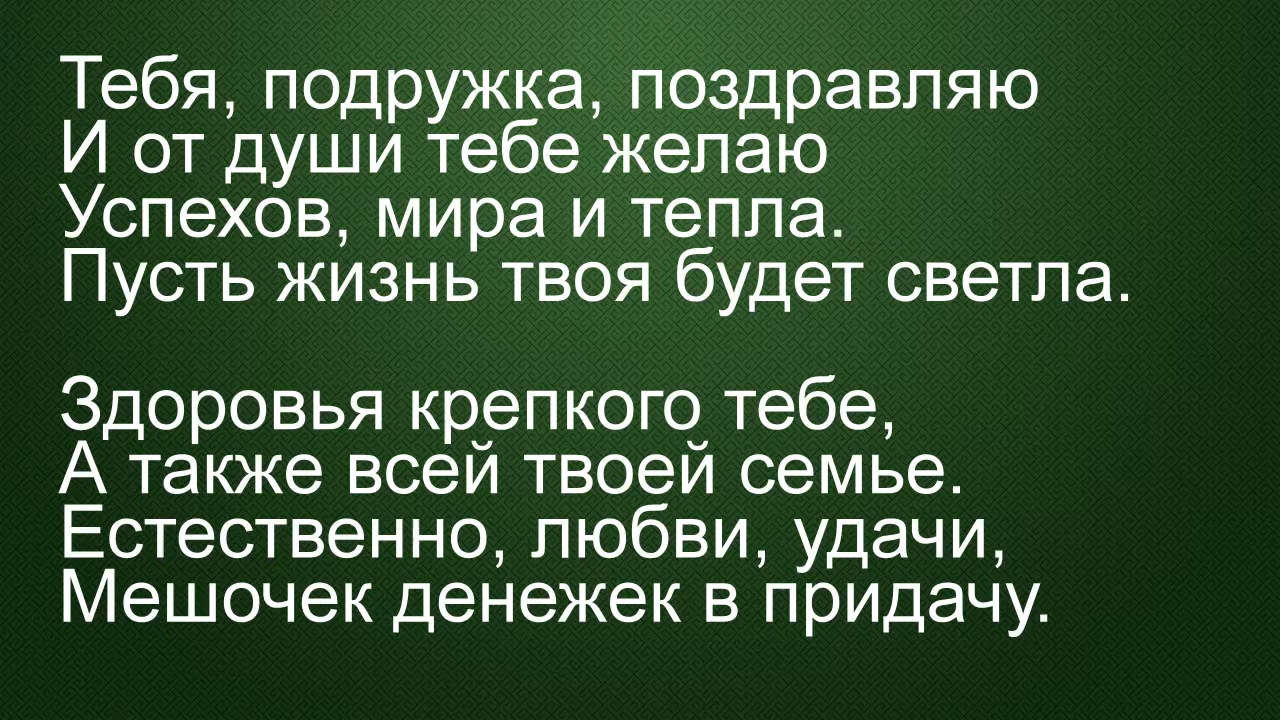 Тебя, подружка, поздравляю
И от души тебе желаю
Успехов, мира и тепла.
Пусть жизнь твоя будет светла.

Здоровья крепкого тебе,
А также всей твоей семье.
Естественно, любви, удачи,
Мешочек денежек в придачу.